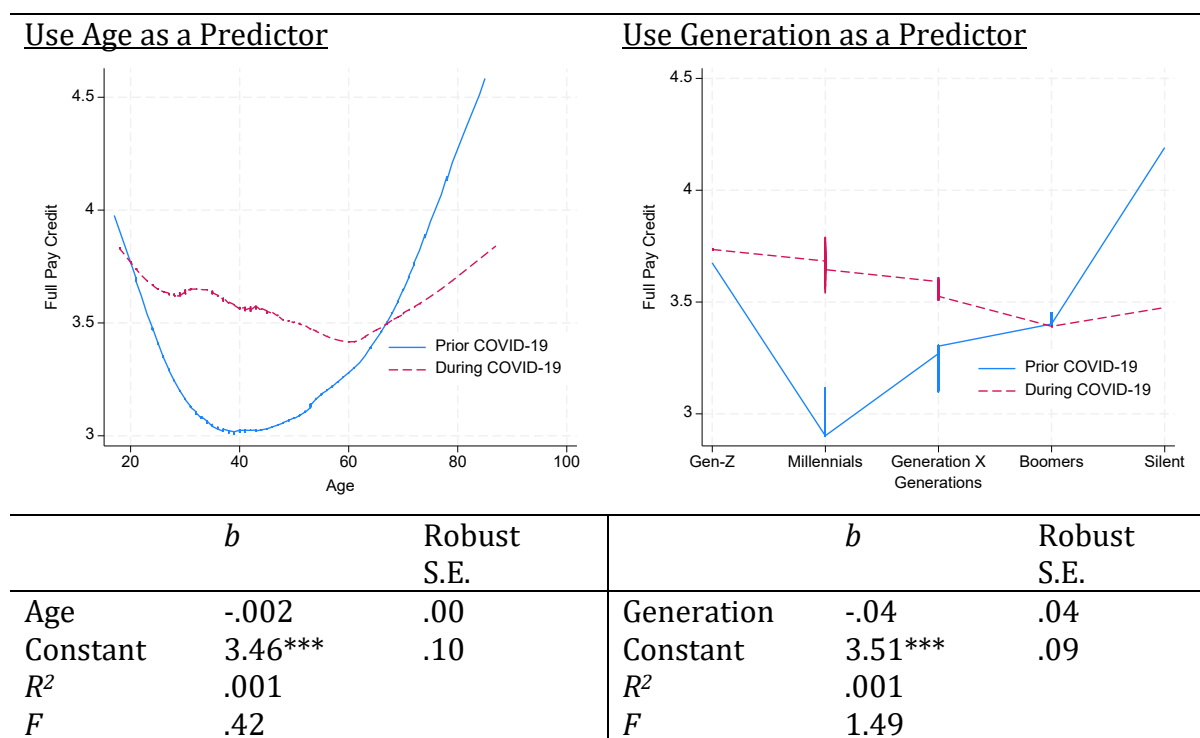 Use Age as a Predictor
Full Pay Credit
4.5
4
3.5
3
Prior COVID-19
During COVID-19
20 40 60 80 100
Age
Use Generation as a Predictor
Full Pay Credit
4.5
4
3.5
3
Prior COVID-19
During COVID-19
Gen-Z Millennials Generation X Boomers Silent
Generations
b Robust S.E.
Age -.002 .00
Constant 3.46*** .10
R² .001
F .42
b Robust S.E.
Generation -.04 .04
Constant 3.51*** .09
R² .001
F 1.49